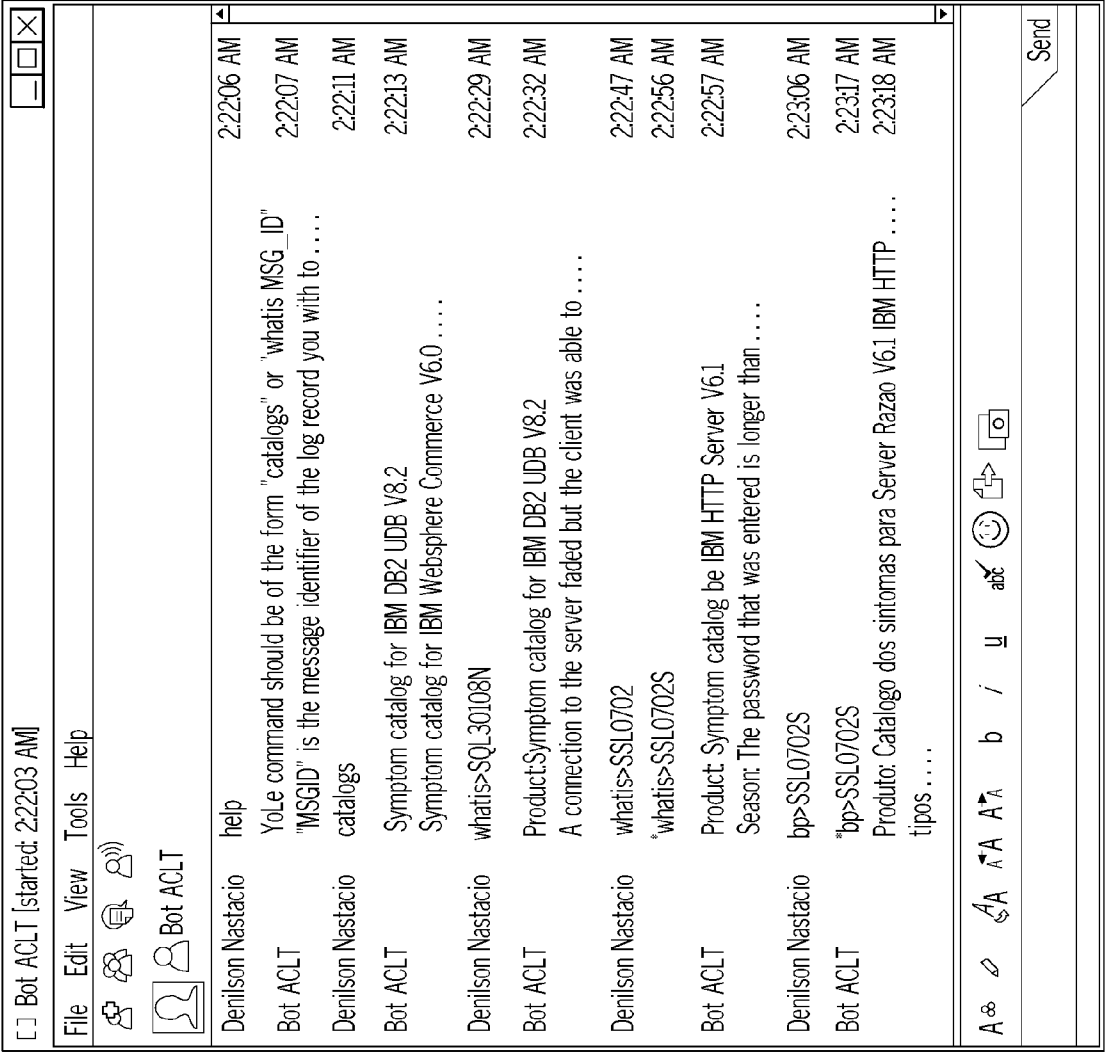 Bot ACLT [started: 2:22:03 AM]
File Edit View Tools Help
Bot ACLT
Denilson Nastacio help 2:22:06 AM
Bot ACLT YoLe command should be of the form "catalogs" or "whatis MSG_ID" 2:22:07 AM
"MSGID" is the message identifier of the log record you with to . . . .
Denilson Nastacio catalogs 2:22:11 AM
Bot ACLT Symptom catalog for IBM DB2 UDB V8.2 2:22:13 AM
Symptom catalog for IBM Websphere Commerce V6.0 . . . .
Denilson Nastacio whatis>SQL30108N 2:22:29 AM
Bot ACLT Product:Symptom catalog for IBM DB2 UDB V8.2 2:22:32 AM
A connection to the server faded but the client was able to . . . .
Denilson Nastacio whatis>SSL0702 2:22:47 AM
*whatis>SSL0702S 2:22:56 AM
Bot ACLT Product: Symptom catalog be IBM HTTP Server V6.1 2:22:57 AM
Season: The password that was entered is longer than . . . .
Denilson Nastacio bp>SSL0702S 2:23:06 AM
Bot ACLT *bp>SSL0702S 2:23:17 AM
Produto: Catalogo dos sintomas para Server Razao V6.1 IBM HTTP . . . . 2:23:18 AM
tipos . . . .
A A A A A A A b i u abc
Send